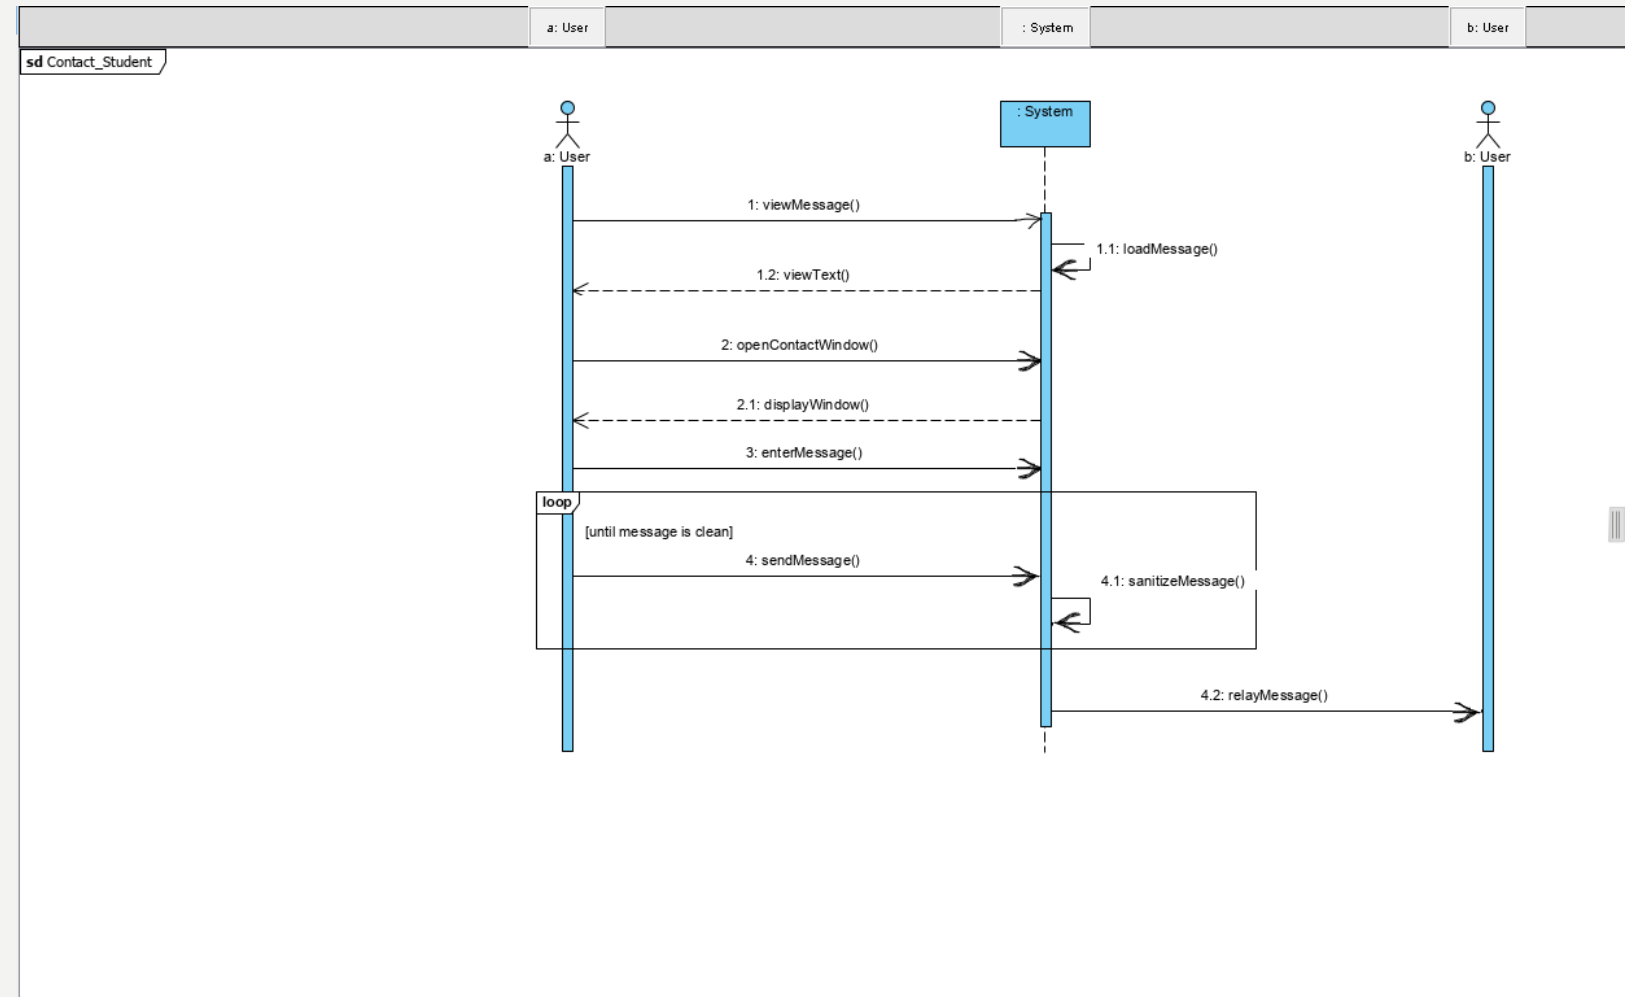 a: User
: System
b: User
sd Contact_Student
: System
a: User
b: User
1: viewMessage()
1.1: loadMessage()
1.2: viewText()
2: openContactWindow()
2.1: displayWindow()
3: enterMessage()
loop
[until message is clean]
4: sendMessage()
4.1: sanitizeMessage()
4.2: relayMessage()